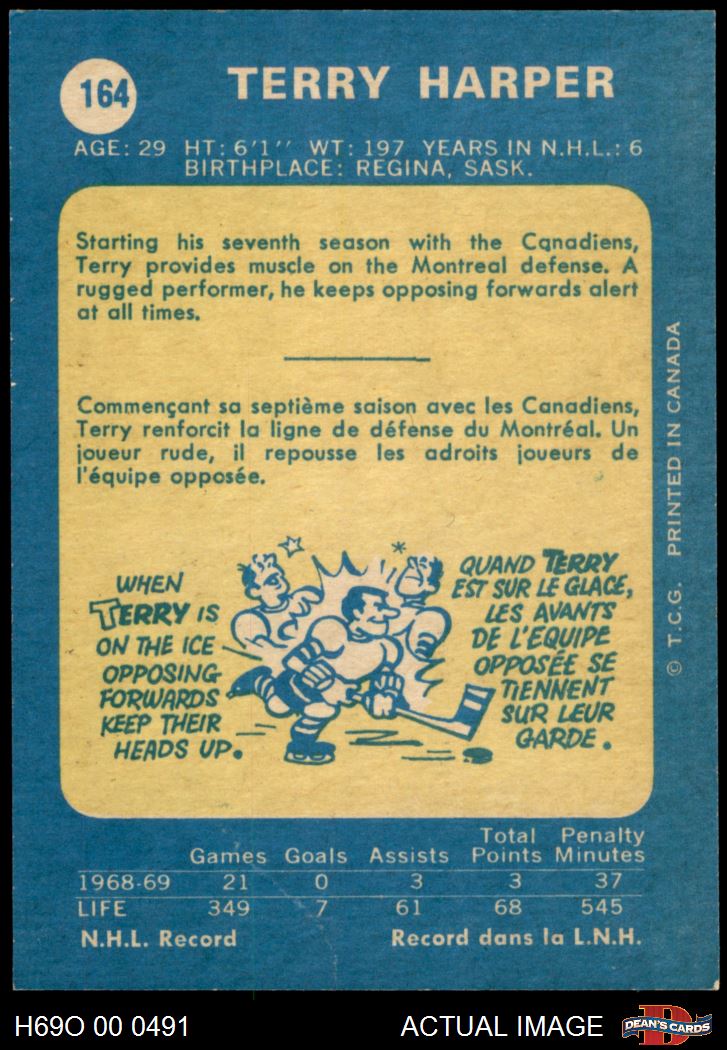 164
TERRY HARPER
AGE: 29 HT: 6'1'' WT: 197 YEARS IN N.H.L.: 6
BIRTHPLACE: REGINA, SASK.
Starting his seventh season with the Canadiens,
Terry provides muscle on the Montreal defense. A
rugged performer, he keeps opposing forwards alert
at all times.
Commençant sa septième saison avec les Canadiens,
Terry renforcit la ligne de défense du Montréal. Un
joueur rude, il repousse les adroits joueurs de
l'équipe opposée.
WHEN
TERRY IS
ON THE ICE
OPPOSING
FORWARDS
KEEP THEIR
HEADS UP.
QUAND TERRY
EST SUR LE GLACE,
LES AVANTS
DE L'EQUIPE
OPPOSÉE SE
TIENNENT
SUR LEUR
GARDE.
© T.C.G. PRINTED IN CANADA
Games Goals Assists Total Points Penalty Minutes
1968-69 21 0 3 3 37
LIFE 349 7 61 68 545
N.H.L. Record Record dans la L.N.H.
H69O 00 0491 ACTUAL IMAGE
D
DEAN'S CARDS